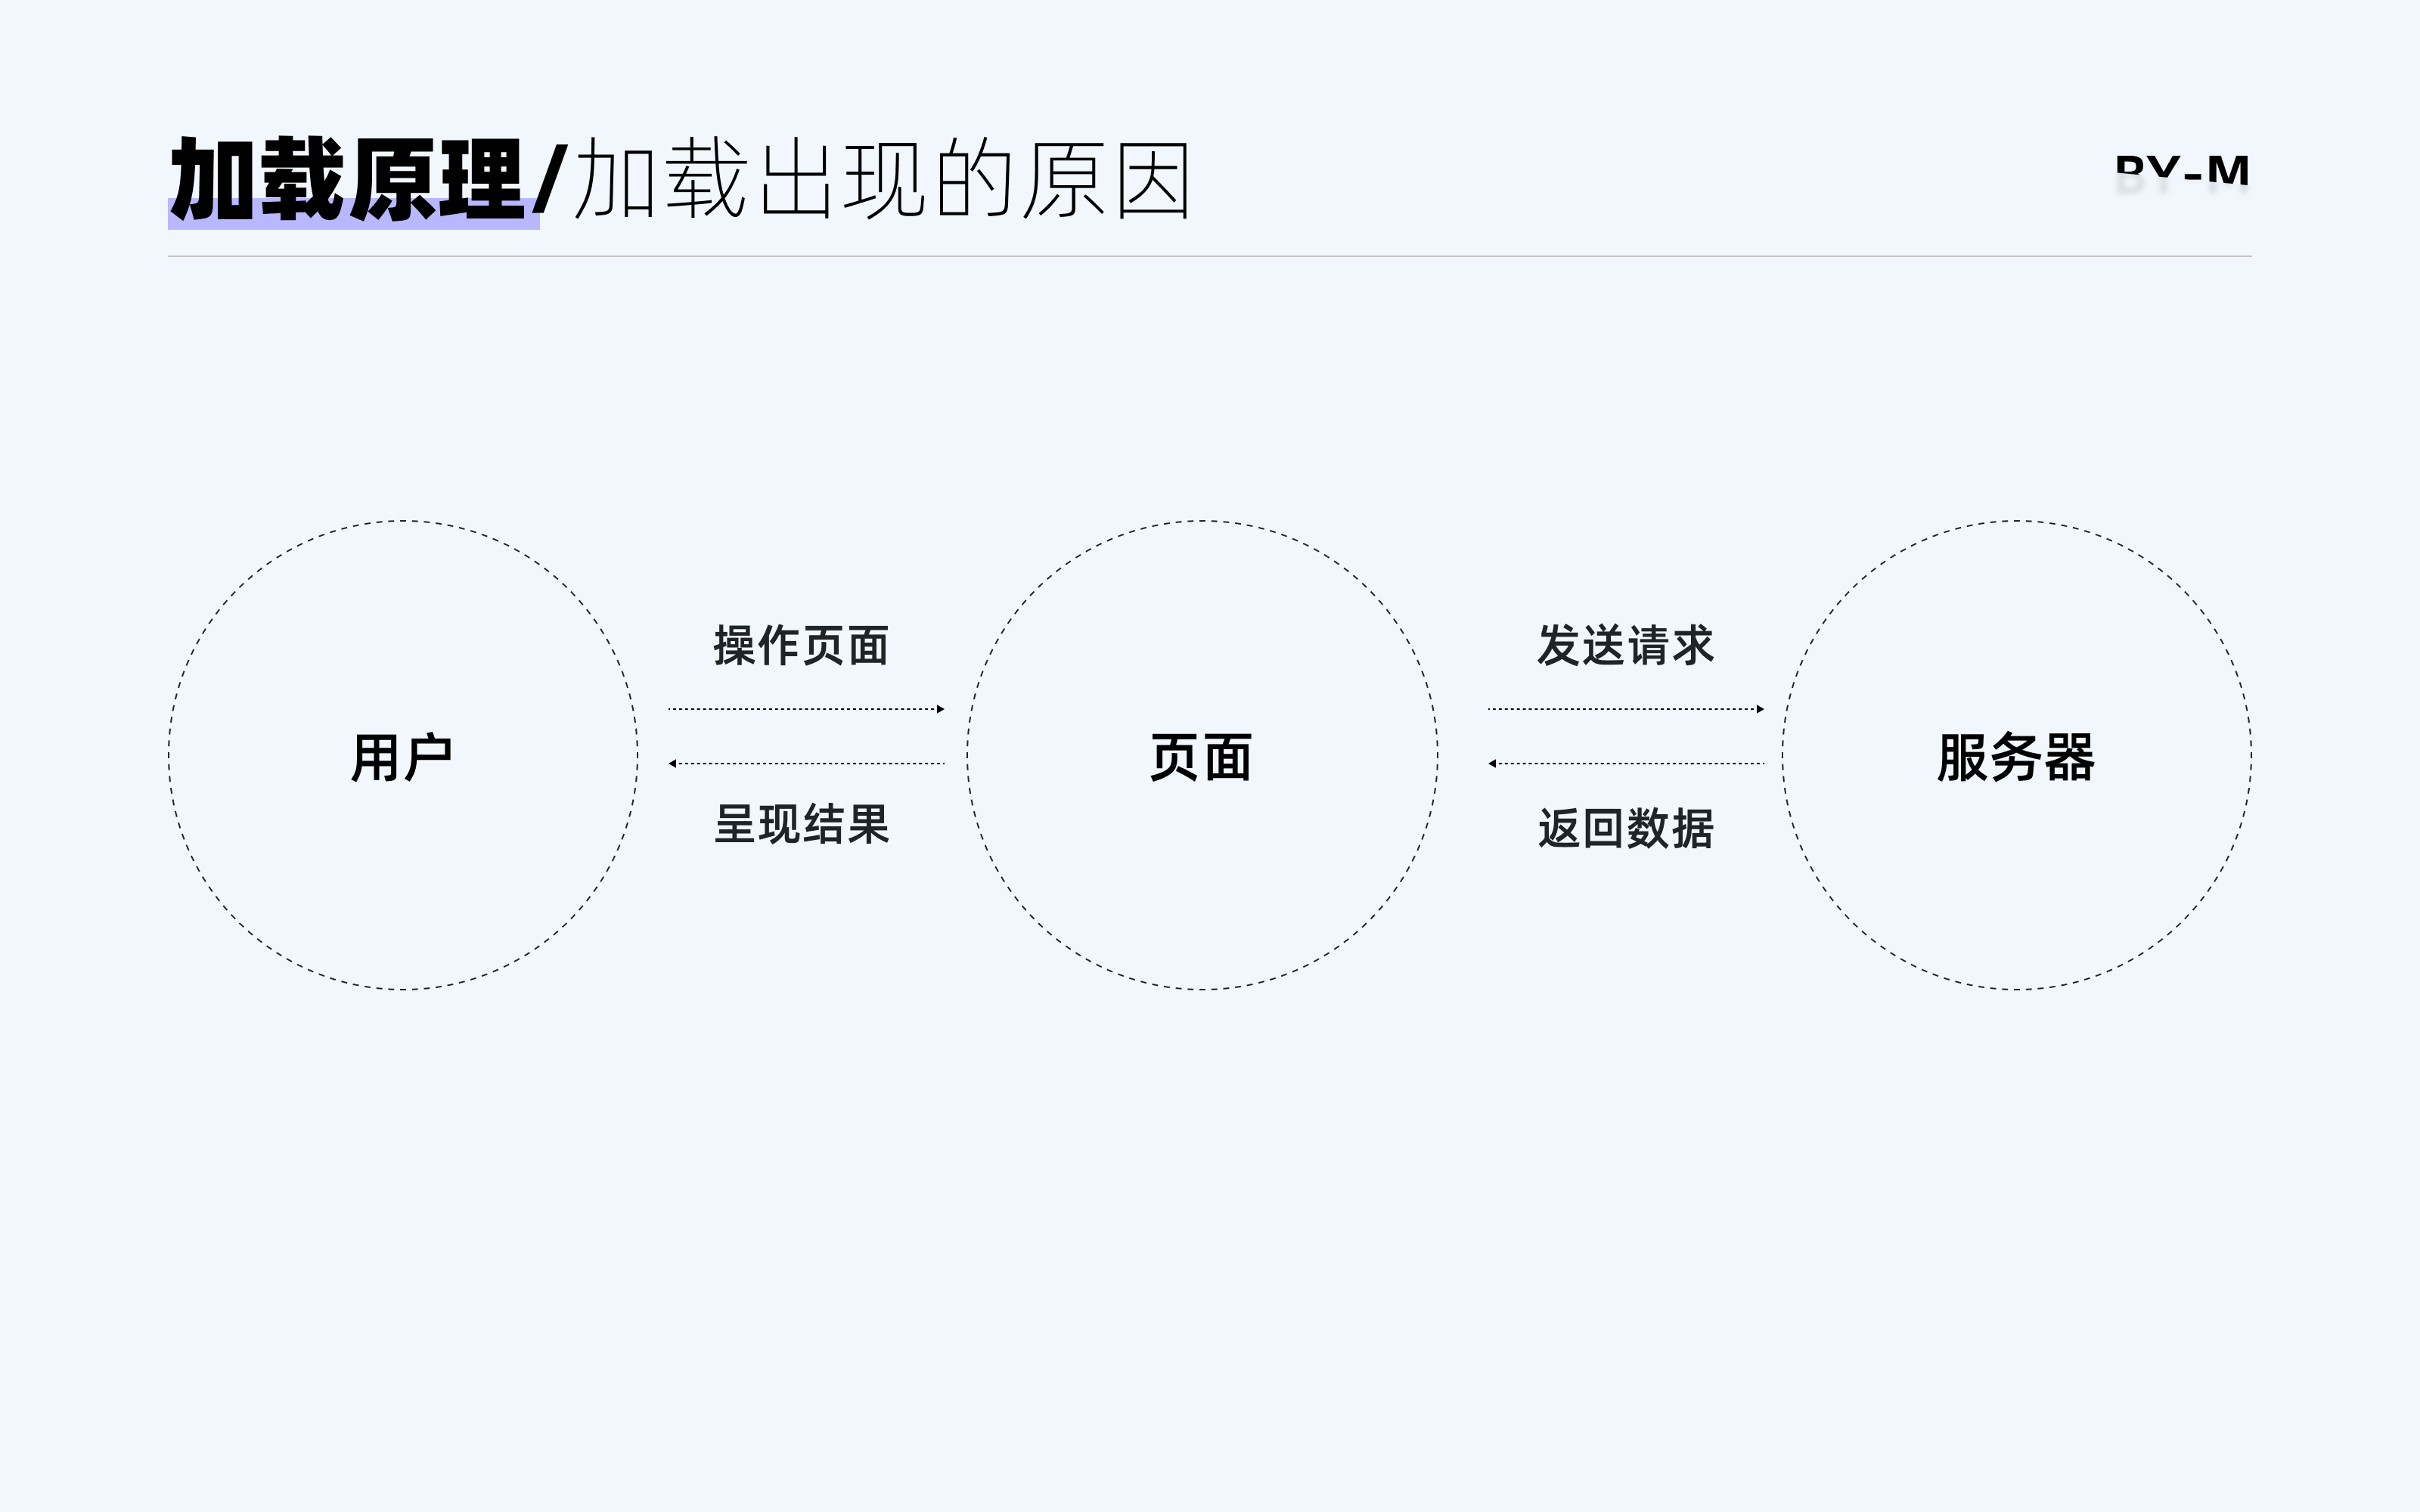 加载原理/加载出现的原因
DY-M
操作页面
发送请求
用户
页面
服务器
呈现结果
返回数据